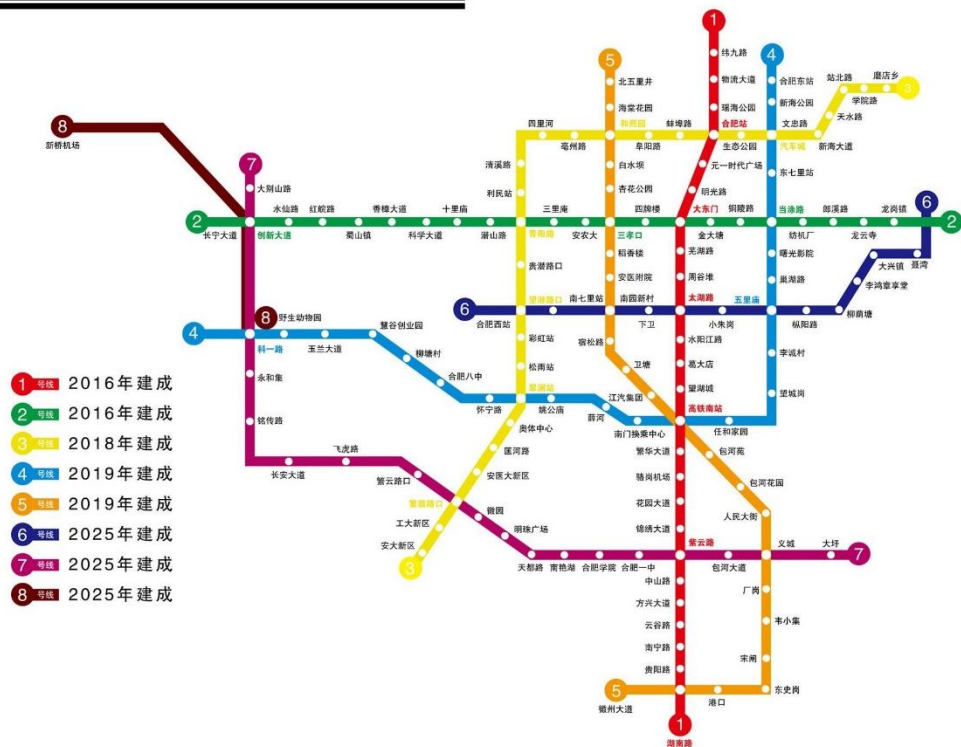 1
纬九路
物流大道
瑶海公园
合肥站
元一时代广场
明光路
大东门
芜湖路
周谷堆
太湖路
水阳江路
葛大店
望湖城
高铁南站
繁华大道
骆岗机场
花园大道
锦绣大道
紫云路
中山路
方兴大道
云谷路
南宁路
贵阳路
1
湖南路
5
北五里井
海棠花园
和熙园
白水坝
杏花公园
三孝口
稻香楼
安医附院
南七里站
宿松路
卫塘
包河苑
包河花园
人民大街
义城
厂岗
韦小集
宋闸
东史岗
港口
5
徽州大道
4
合肥东站
新海公园
文忠路
汽车城
东七里站
当涂路
曙光影院
巢湖路
五里庙
李诚村
望城岗
任和家园
南门换乘中心
薛河
江汽集团
姚公庙
翠澜站
怀宁路
合肥八中
柳塘村
慧谷创业园
玉兰大道
野生动物园
科一路
4
3
磨店乡
学院路
站北路
天水路
新海大道
生态公园
蚌埠路
阜阳路
亳州路
四里河
清溪路
利民站
青阳路
贵潜路口
望潜路口
彩虹站
松雨站
奥体中心
匡河路
安医大新区
繁霍路口
工大新区
安大新区
3
8
新桥机场
8
7
大别山路
创新大道
永和集
铭传路
长安大道
飞虎路
繁云路口
微园
明珠广场
天都路
南艳湖
合肥学院
合肥一中
包河大道
大圩
7
2
长宁大道
水仙路
红皖路
蜀山镇
香樟大道
科学大道
十里庙
潜山路
三里庵
安农大
四牌楼
金大塘
铜陵路
纺机厂
郎溪路
龙云寺
龙岗镇
2
6
合肥西站
南园新村
下卫
小朱岗
枞阳路
柳荫塘
李鸿章享堂
大兴镇
聂湾
6
1 号线 2016年建成
2 号线 2016年建成
3 号线 2018年建成
4 号线 2019年建成
5 号线 2019年建成
6 号线 2025年建成
7 号线 2025年建成
8 号线 2025年建成